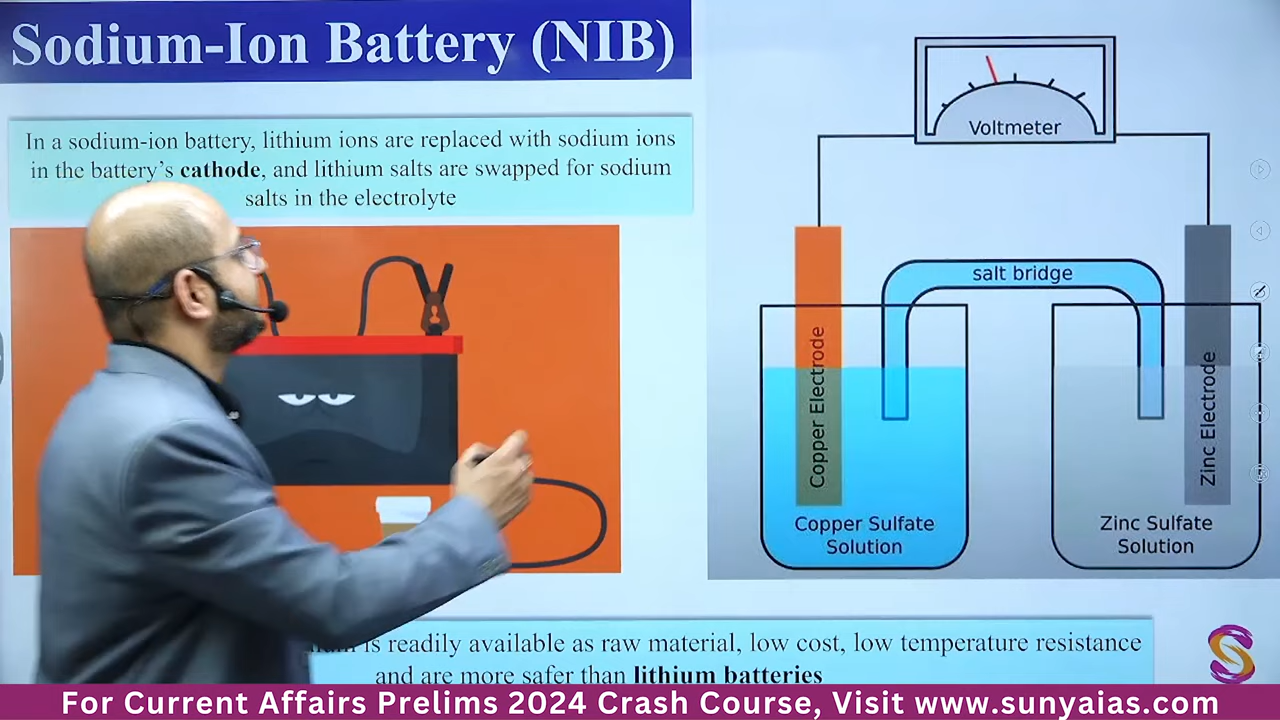 Sodium-Ion Battery (NIB)
In a sodium-ion battery, lithium ions are replaced with sodium ions
in the battery's cathode, and lithium salts are swapped for sodium
salts in the electrolyte
Voltmeter
salt bridge
Copper Electrode
Zinc Electrode
Copper Sulfate
Solution
Zinc Sulfate
Solution
is readily available as raw material, low cost, low temperature resistance
and are more safer than lithium batteries
For Current Affairs Prelims 2024 Crash Course, Visit www.sunyaias.com